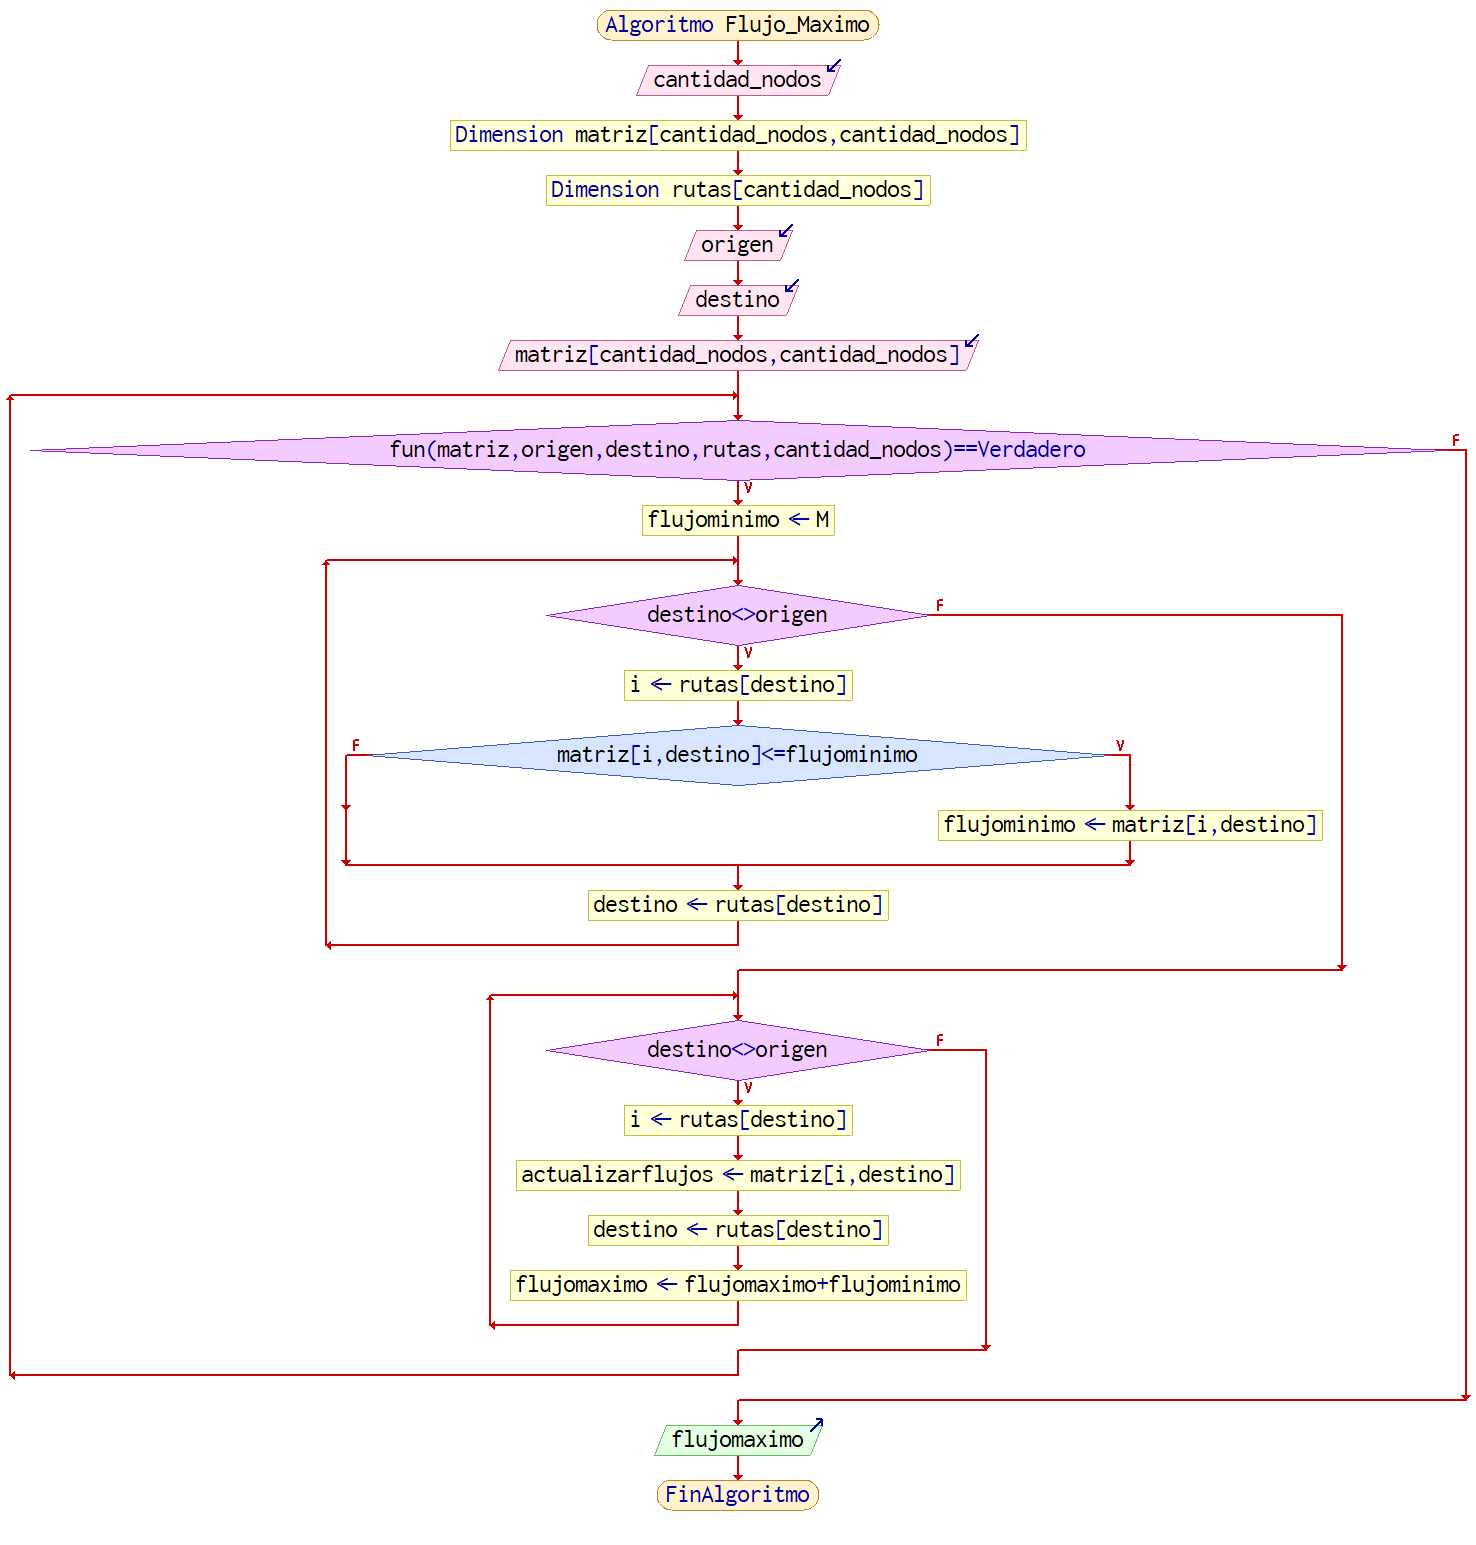 Algoritmo Flujo_Maximo
cantidad_nodos
Dimension matriz[cantidad_nodos,cantidad_nodos]
Dimension rutas[cantidad_nodos]
origen
destino
matriz[cantidad_nodos,cantidad_nodos]
fun(matriz,origen,destino,rutas,cantidad_nodos)==Verdadero
F
V
flujominimo ← M
destino<>origen
F
V
i ← rutas[destino]
F
matriz[i,destino]<=flujominimo
V
flujominimo ← matriz[i,destino]
destino ← rutas[destino]
destino<>origen
F
V
i ← rutas[destino]
actualizarflujos ← matriz[i,destino]
destino ← rutas[destino]
flujomaximo ← flujomaximo+flujominimo
flujomaximo
FinAlgoritmo